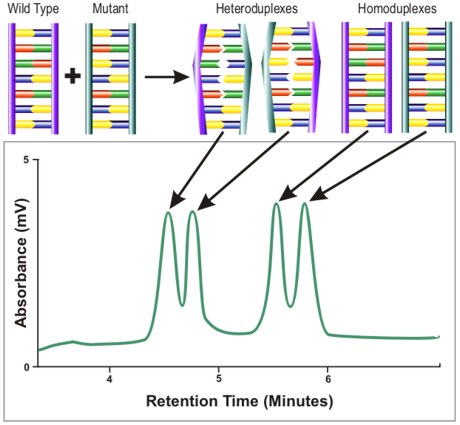 Wild Type
Mutant
Heteroduplexes
Homoduplexes
+
5
Absorbance (mV)
0
4
5
6
Retention Time (Minutes)